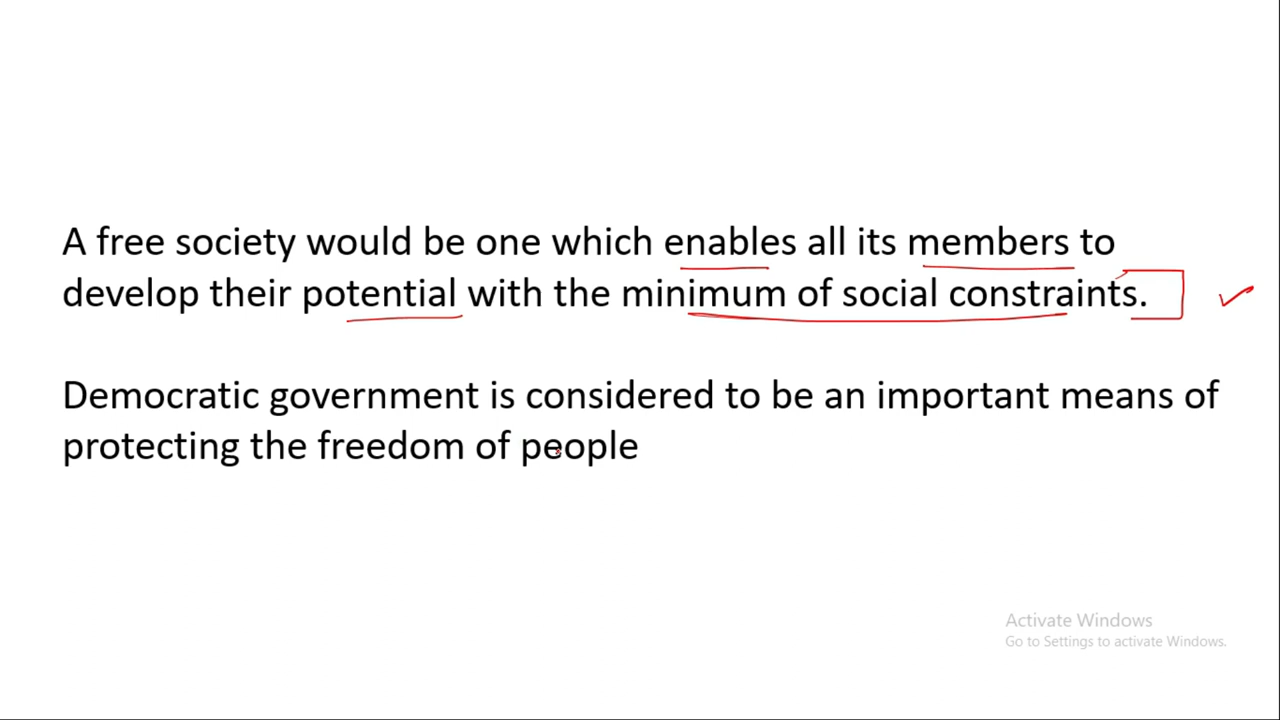 A free society would be one which enables all its members to
develop their potential with the minimum of social constraints.
Democratic government is considered to be an important means of
protecting the freedom of people
Activate Windows
Go to Settings to activate Windows.